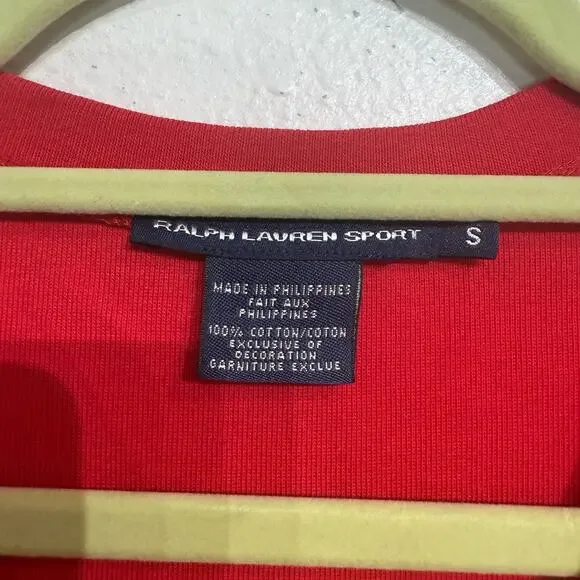 RALPH LAUREN SPORT S
MADE IN PHILIPPINES
FAIT AUX
PHILIPPINES
100% COTTON/COTON
EXCLUSIVE OF
DECORATION
GARNITURE EXCLUE